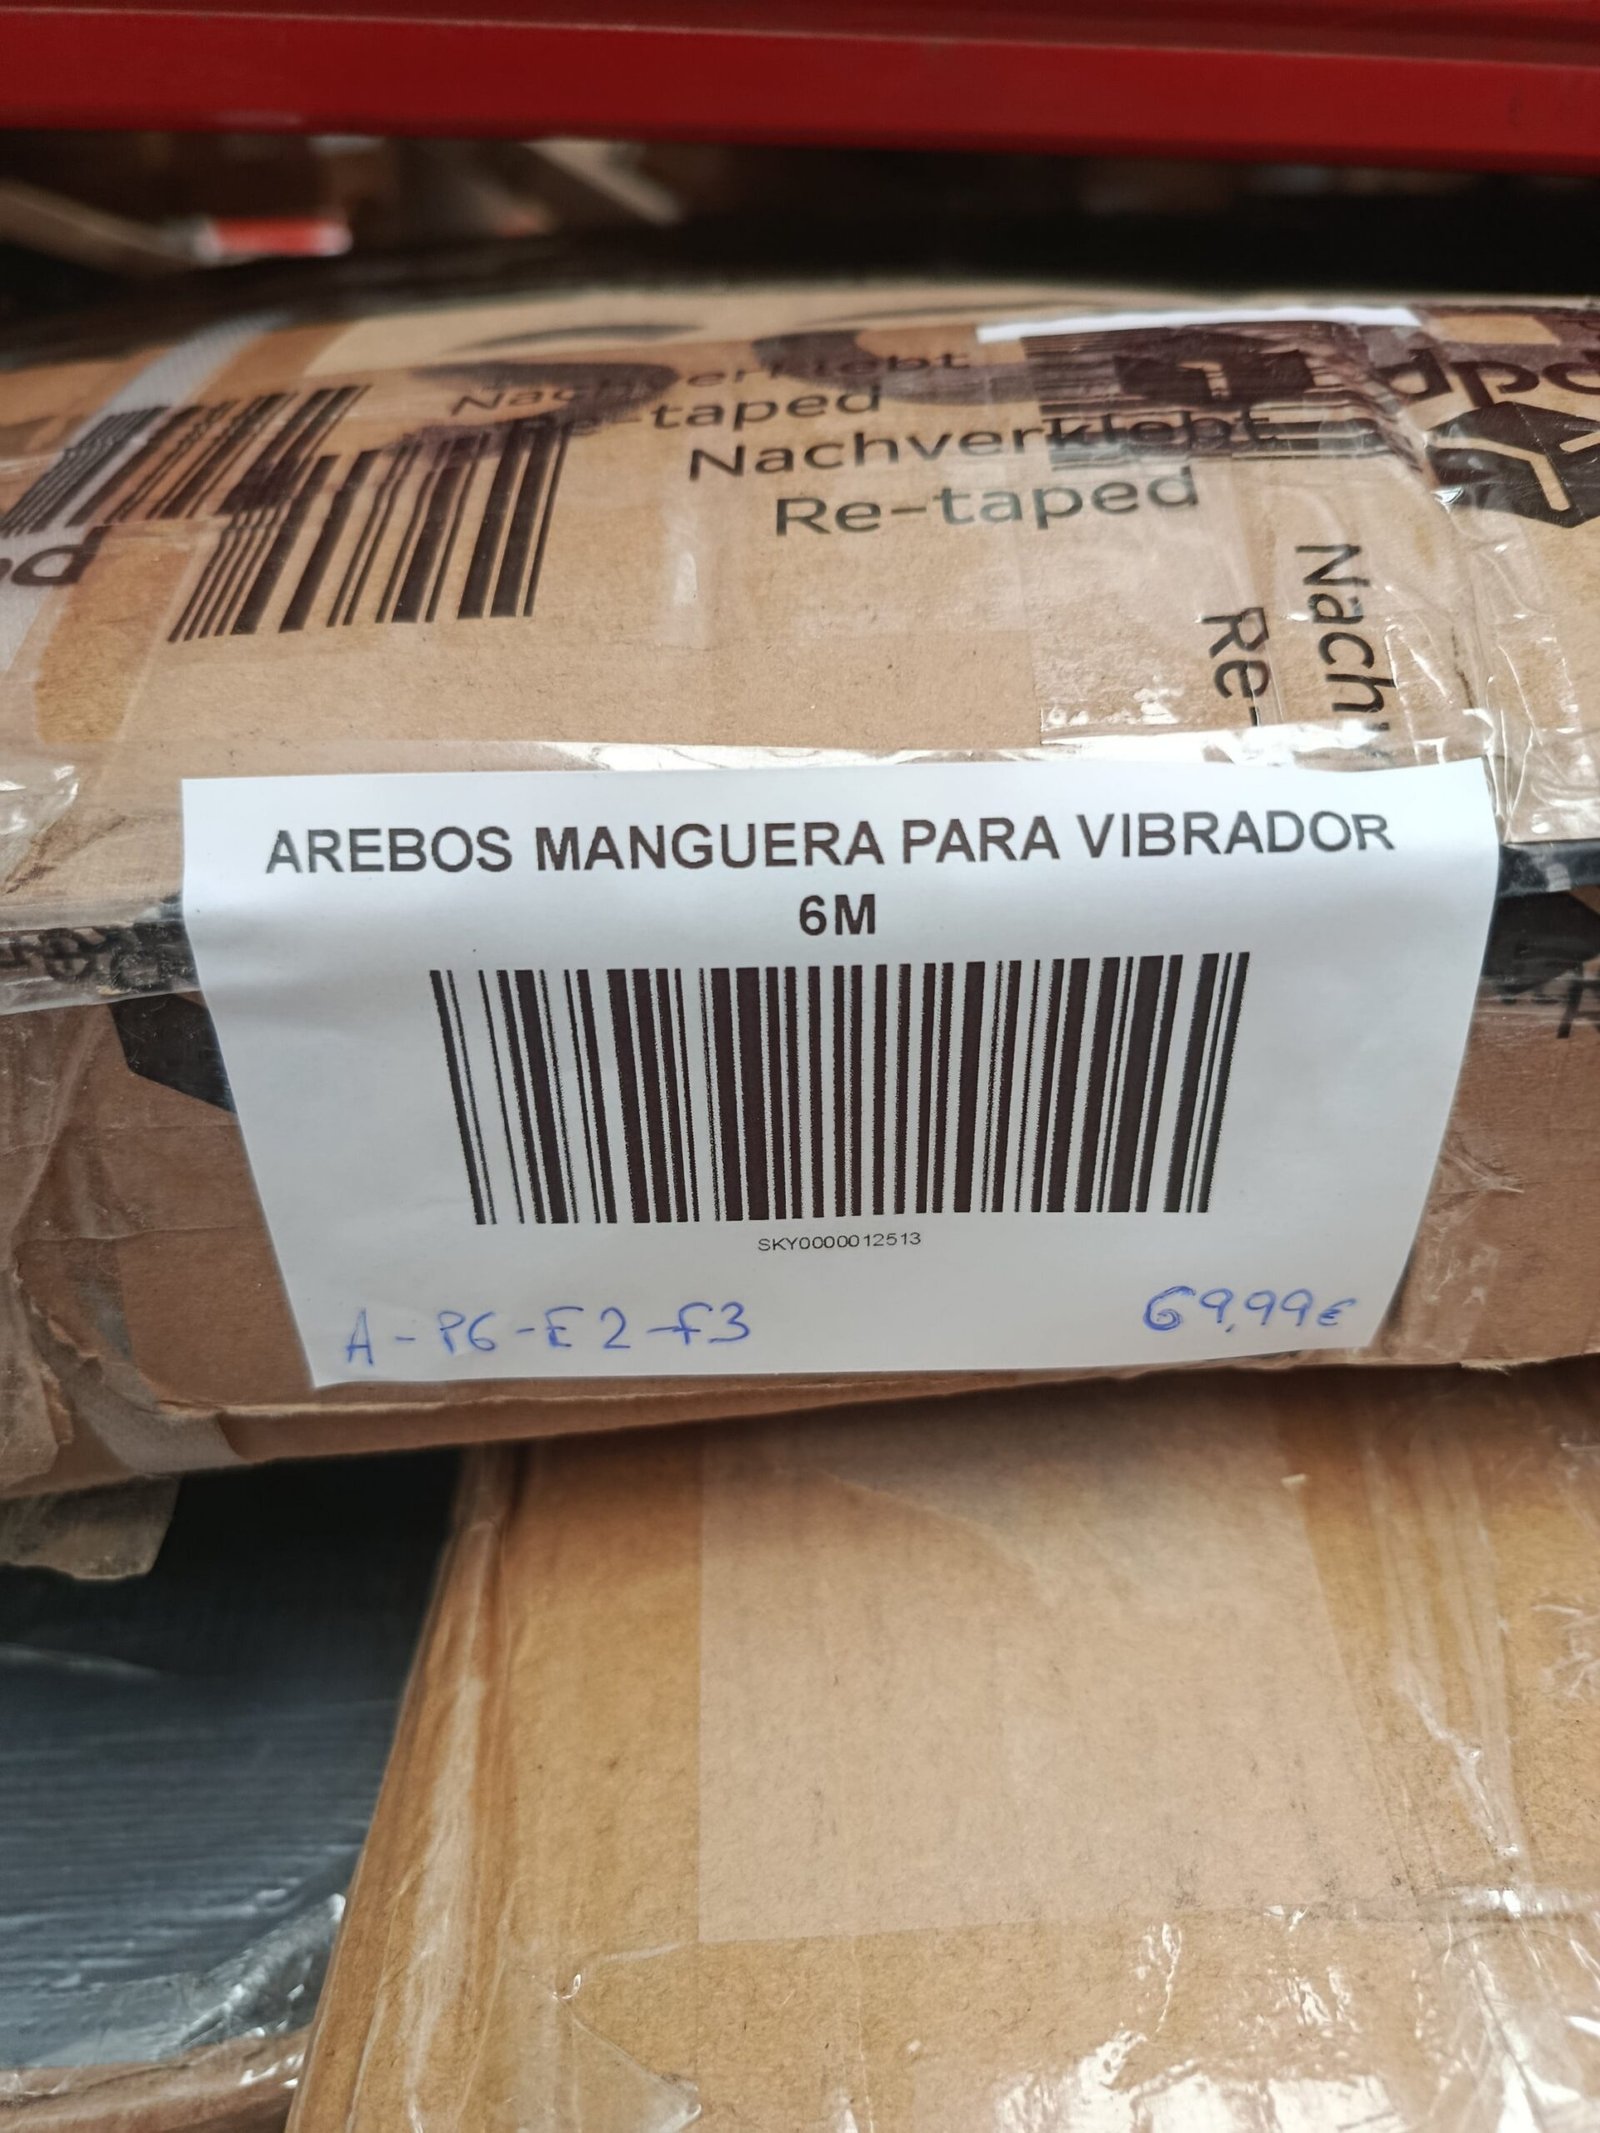 Nachverklebt
Re-taped
Nachverklebt
Re-taped
dpd
Nach
Re-
AREBOS MANGUERA PARA VIBRADOR
6M
SKY0000012513
A-P6-E2-f3
69,99€